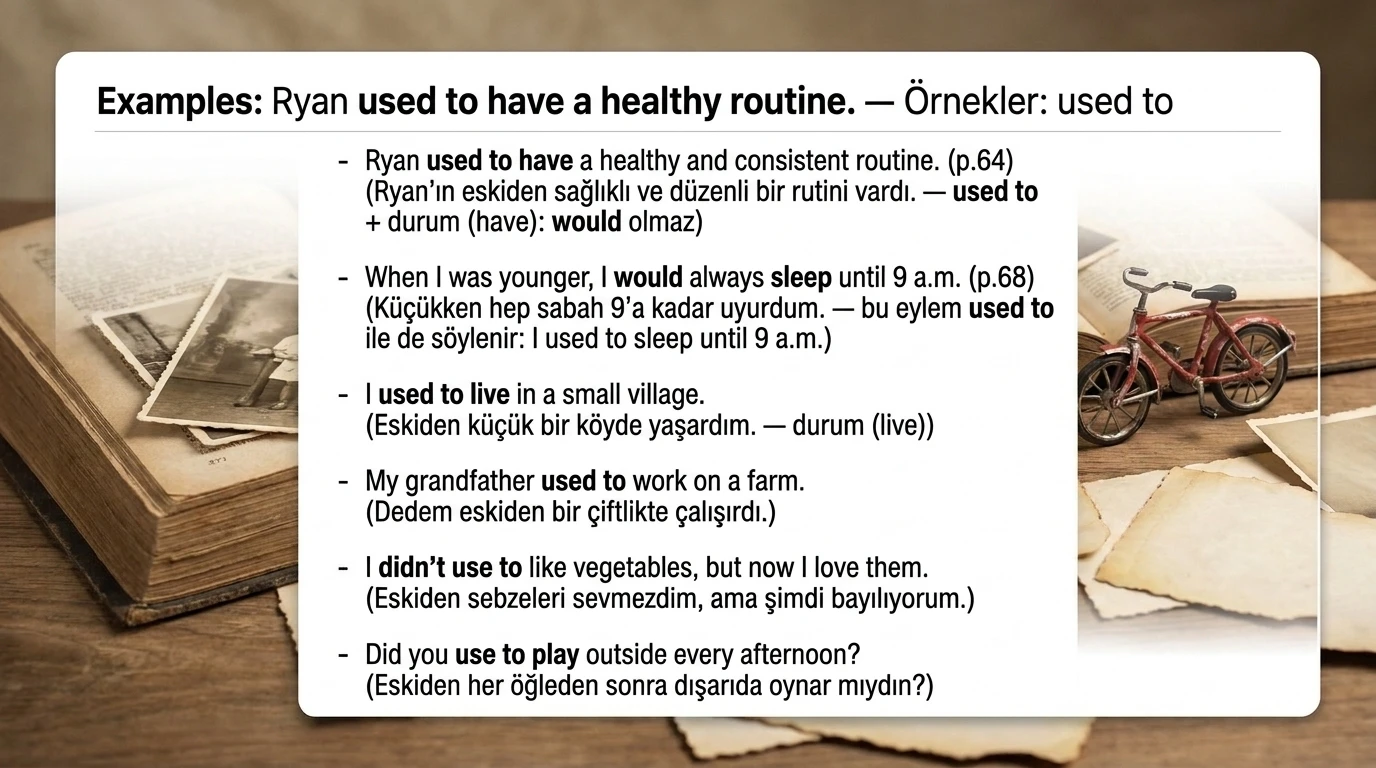 Examples: Ryan used to have a healthy routine. — Örnekler: used to
- Ryan used to have a healthy and consistent routine. (p.64)
(Ryan’ın eskiden sağlıklı ve düzenli bir rutini vardı. — used to
+ durum (have): would olmaz)
- When I was younger, I would always sleep until 9 a.m. (p.68)
(Küçükken hep sabah 9’a kadar uyurdum. — bu eylem used to
ile de söylenir: I used to sleep until 9 a.m.)
- I used to live in a small village.
(Eskiden küçük bir köyde yaşardım. — durum (live))
- My grandfather used to work on a farm.
(Dedem eskiden bir çiftlikte çalışırdı.)
- I didn’t use to like vegetables, but now I love them.
(Eskiden sebzeleri sevmezdim, ama şimdi bayılıyorum.)
- Did you use to play outside every afternoon?
(Eskiden her öğleden sonra dışarıda oynar mıydın?)